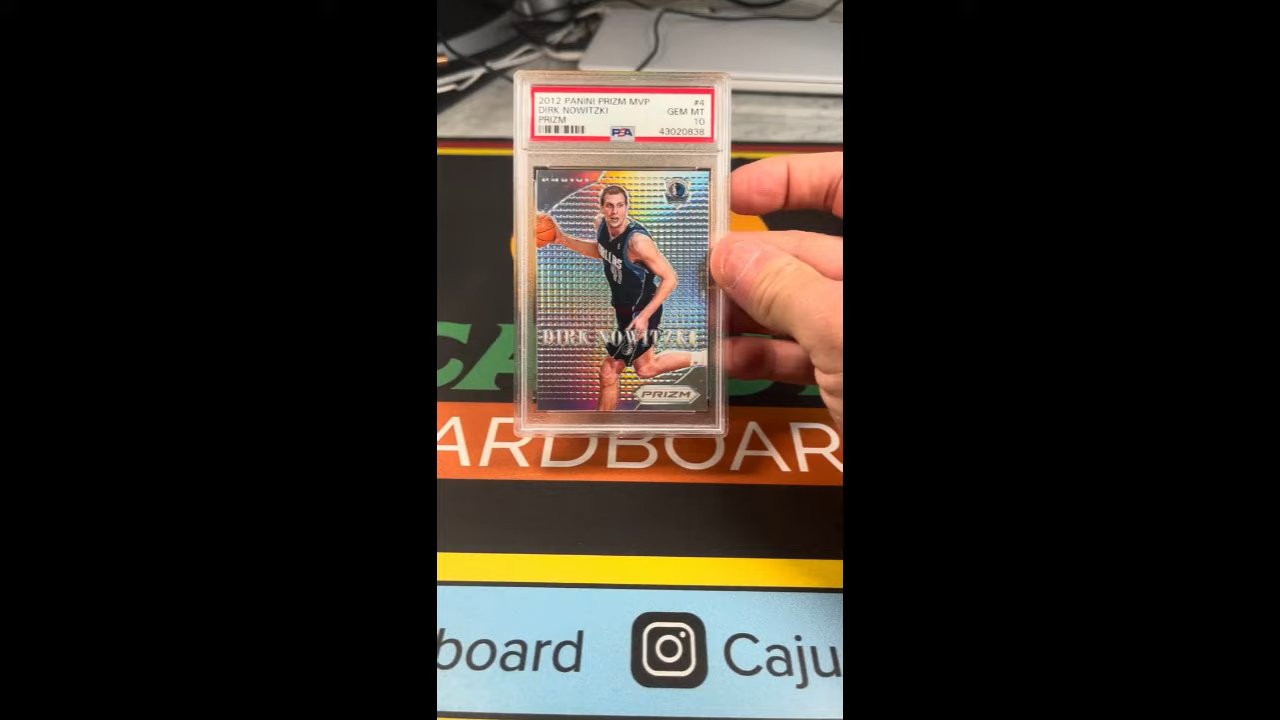 2012 PANINI PRIZM MVP #4
DIRK NOWITZKI GEM MT
PRIZM 10
PSA 43020838
PANINI
DIRK NOWITZKI
PRIZM
ARDBOAR
board Caju